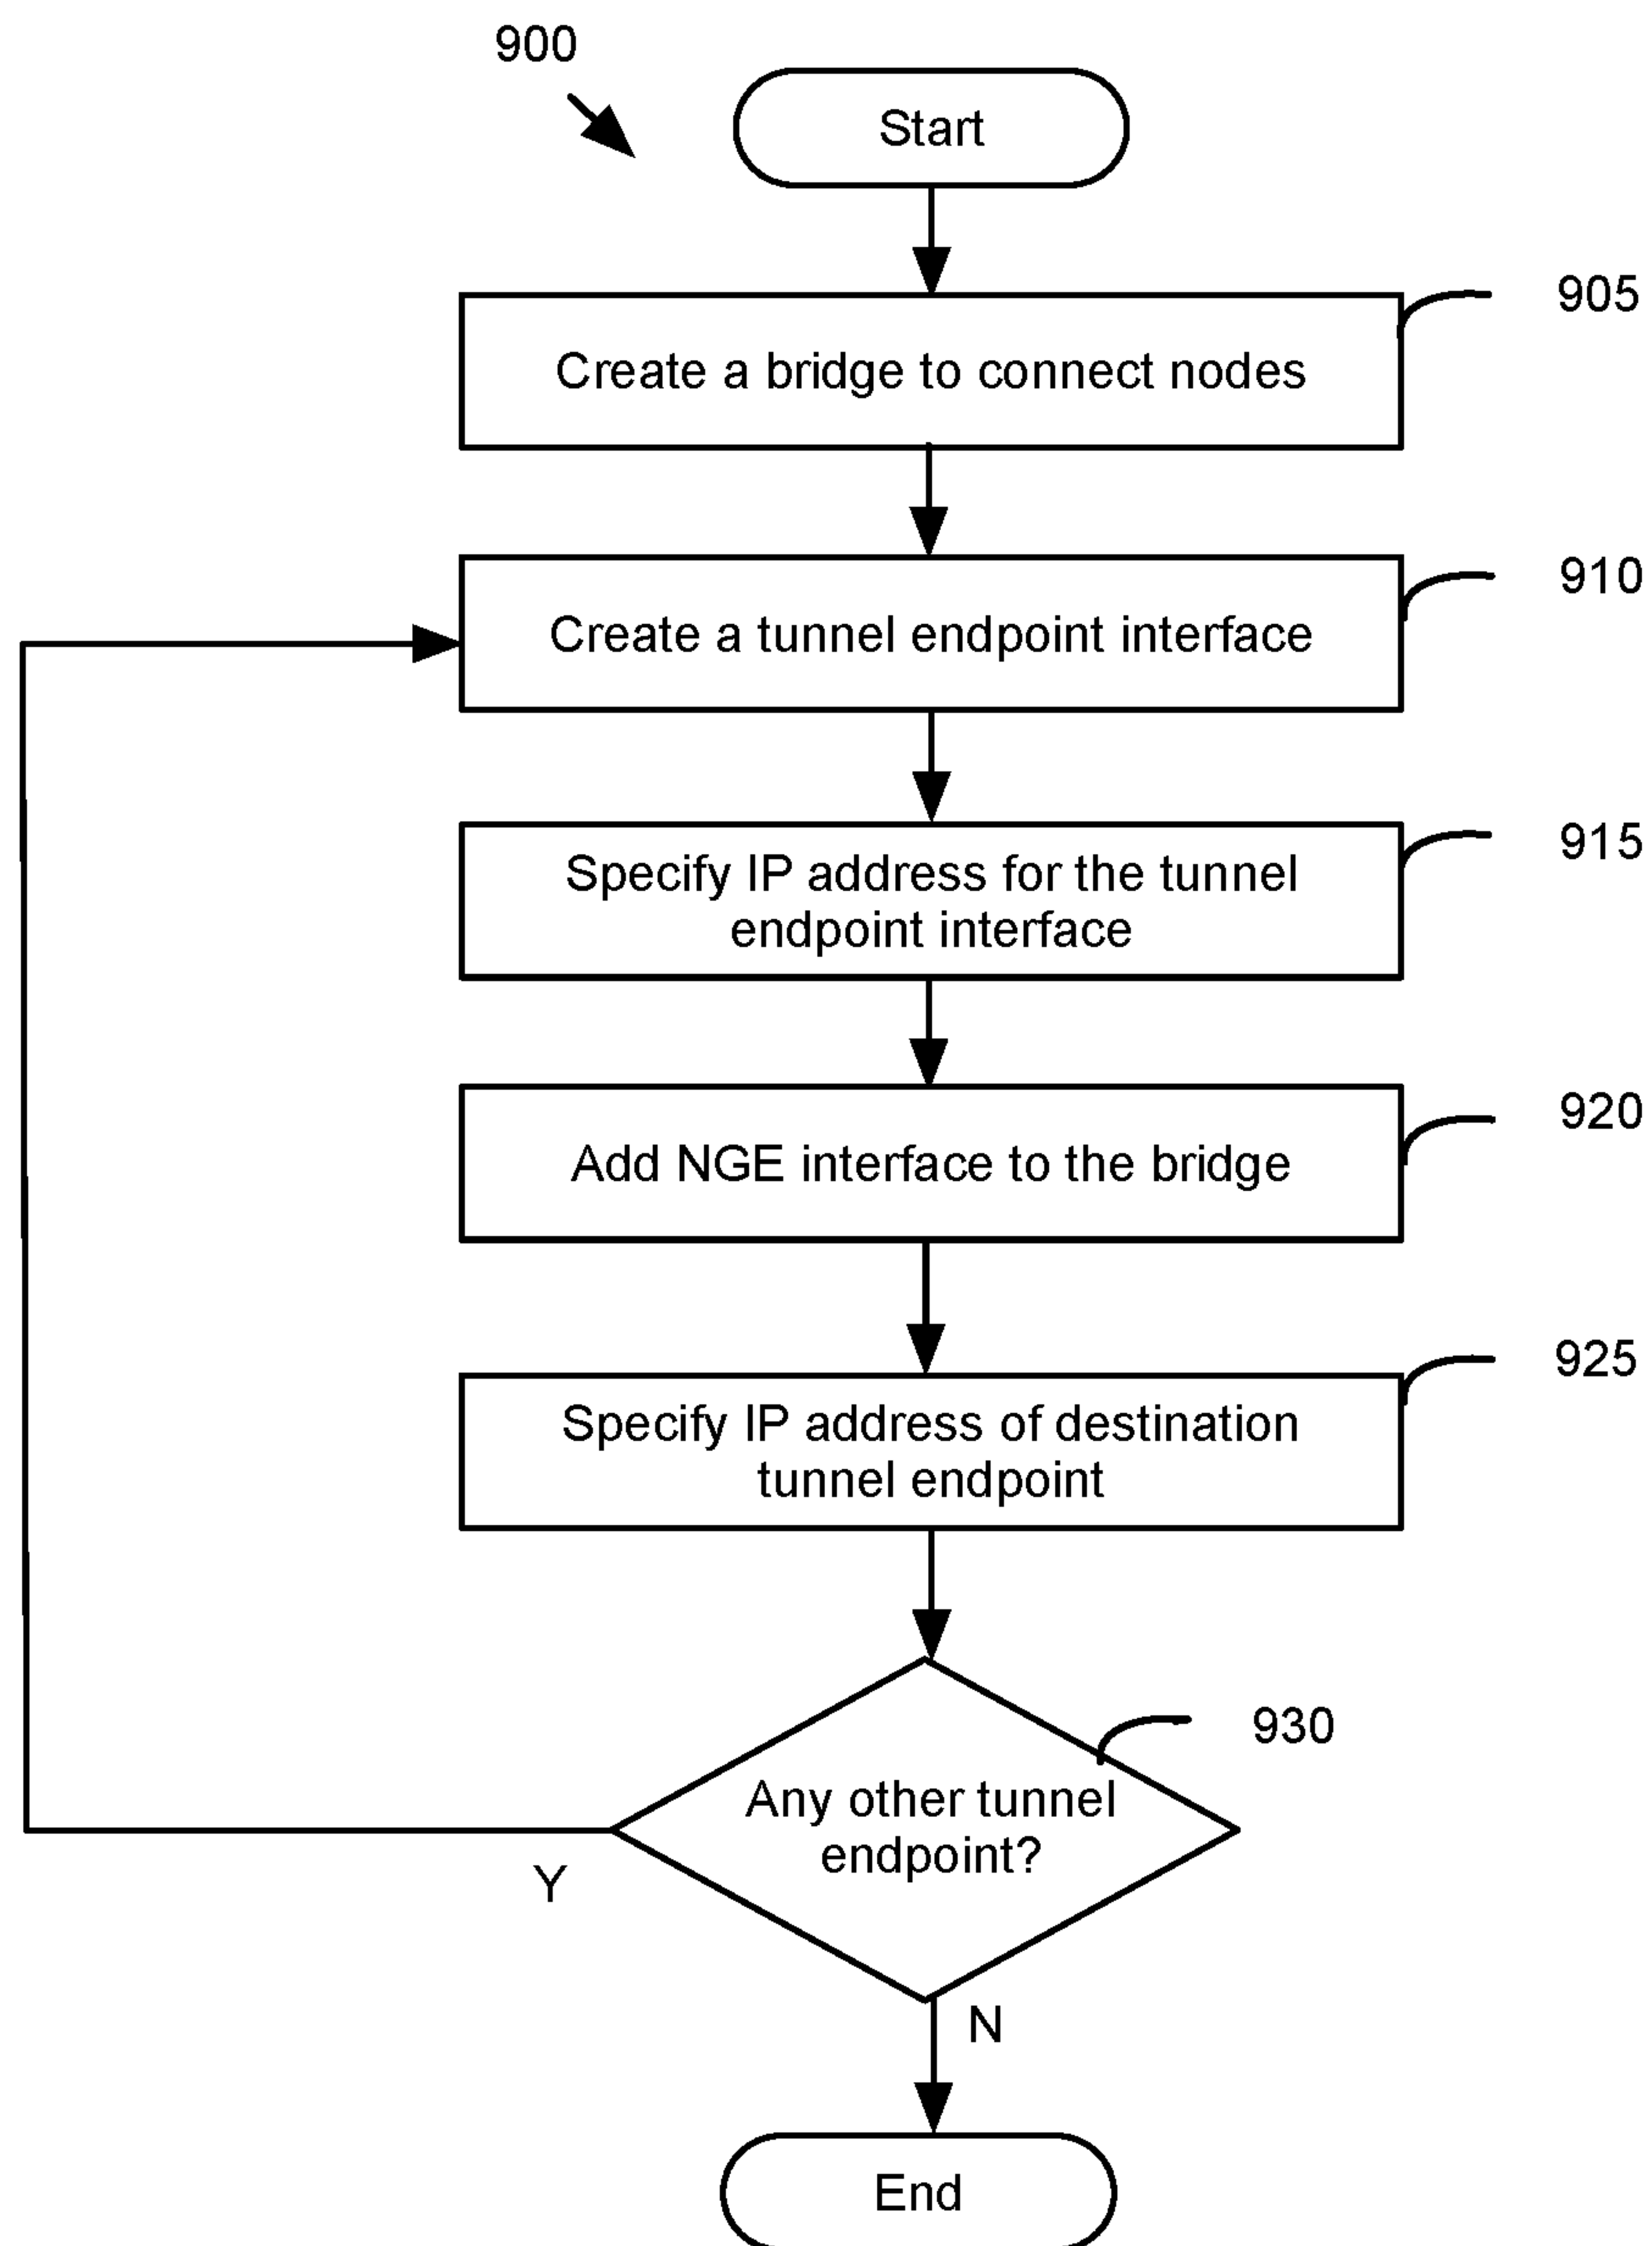 900
Start
905
Create a bridge to connect nodes
910
Create a tunnel endpoint interface
915
Specify IP address for the tunnel
endpoint interface
920
Add NGE interface to the bridge
925
Specify IP address of destination
tunnel endpoint
930
Any other tunnel
endpoint?
Y
N
End